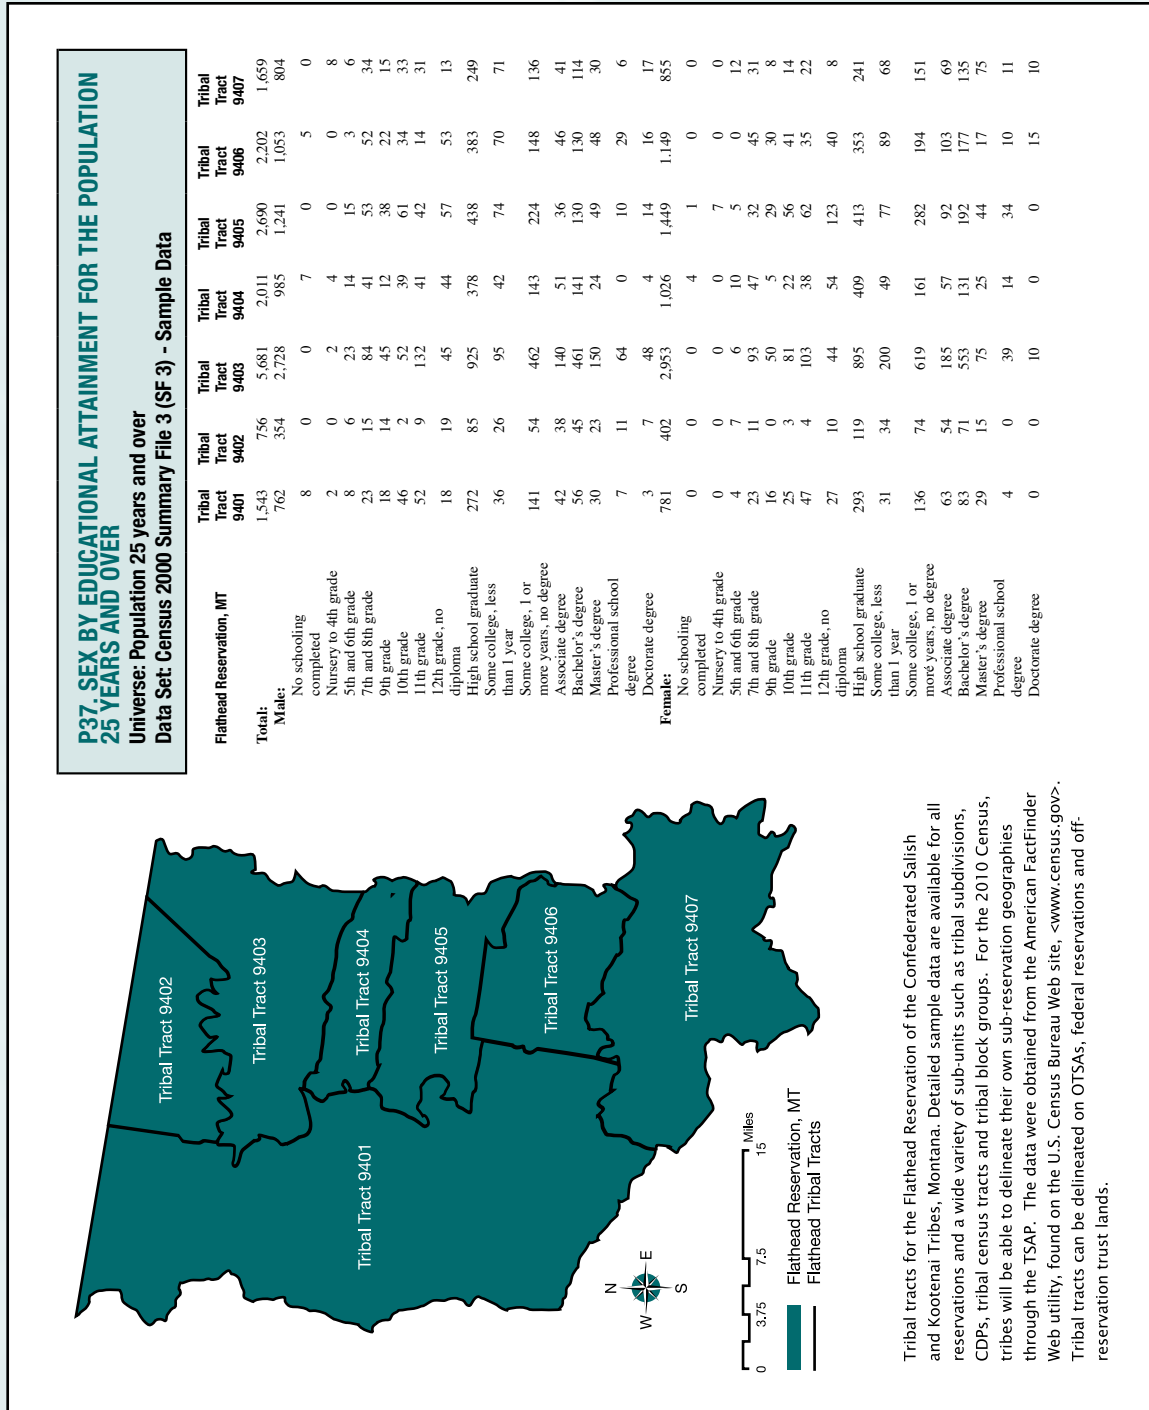 P37. SEX BY EDUCATIONAL ATTAINMENT FOR THE POPULATION
25 YEARS AND OVER
Universe: Population 25 years and over
Data Set: Census 2000 Summary File 3 (SF 3) - Sample Data
Flathead Reservation, MT Tribal Tract 9401 Tribal Tract 9402 Tribal Tract 9403 Tribal Tract 9404 Tribal Tract 9405 Tribal Tract 9406 Tribal Tract 9407
Total: 1,543 756 5,681 2,011 2,690 2,202 1,659
Male: 762 354 2,728 985 1,241 1,053 804
No schooling
completed 8 0 0 7 0 5 0
Nursery to 4th grade 2 0 2 4 0 0 8
5th and 6th grade 8 6 23 14 15 3 6
7th and 8th grade 23 15 84 41 53 52 34
9th grade 18 14 45 12 38 22 15
10th grade 46 2 52 39 61 34 33
11th grade 52 9 132 41 42 14 31
12th grade, no
diploma 18 19 45 44 57 53 13
High school graduate 272 85 925 378 438 383 249
Some college, less
than 1 year 36 26 95 42 74 70 71
Some college, 1 or
more years, no degree 141 54 462 143 224 148 136
Associate degree 42 38 140 51 36 46 41
Bachelor's degree 56 45 461 141 130 130 114
Master's degree 30 23 150 24 49 48 30
Professional school
degree 7 11 64 0 10 29 6
Doctorate degree 3 7 48 4 14 16 17
Female: 781 402 2,953 1,026 1,449 1.149 855
No schooling
completed 0 0 0 4 1 0 0
Nursery to 4th grade 0 0 0 0 7 0 0
5th and 6th grade 4 7 6 10 5 0 12
7th and 8th grade 23 11 93 47 32 45 31
9th grade 16 0 50 5 29 30 8
10th grade 25 3 81 22 56 41 14
11th grade 47 4 103 38 62 35 22
12th grade, no
diploma 27 10 44 54 123 40 8
High school graduate 293 119 895 409 413 353 241
Some college, less
than 1 year 31 34 200 49 77 89 68
Some college, 1 or
more years, no degree 136 74 619 161 282 194 151
Associate degree 63 54 185 57 92 103 69
Bachelor's degree 83 71 553 131 192 177 135
Master's degree 29 15 75 25 44 17 75
Professional school
degree 4 0 39 14 34 10 11
Doctorate degree 0 0 10 0 0 15 10
Tribal Tract 9402
Tribal Tract 9403
Tribal Tract 9404
Tribal Tract 9405
Tribal Tract 9401
Tribal Tract 9406
Tribal Tract 9407
N
W E
S
Miles
0 3.75 7.5 15
Flathead Reservation, MT
Flathead Tribal Tracts
Tribal tracts for the Flathead Reservation of the Confederated Salish
and Kootenai Tribes, Montana. Detailed sample data are available for all
reservations and a wide variety of sub-units such as tribal subdivisions,
CDPs, tribal census tracts and tribal block groups. For the 2010 Census,
tribes will be able to delineate their own sub-reservation geographies
through the TSAP. The data were obtained from the American FactFinder
Web utility, found on the U.S. Census Bureau Web site, <www.census.gov>.
Tribal tracts can be delineated on OTSAs, federal reservations and off-
reservation trust lands.